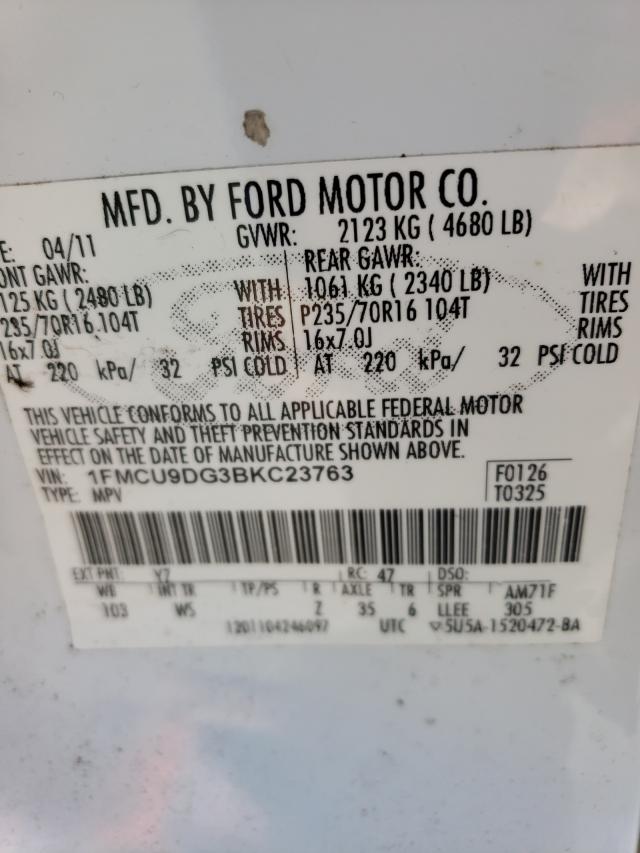 MFD. BY FORD MOTOR CO.
E: 04/11 GVWR: 2123 KG ( 4680 LB)
ONT GAWR: REAR GAWR:
125 KG ( 2480 LB) WITH 1061 KG ( 2340 LB) WITH
235/70R16 104T TIRES P235/70R16 104T TIRES
16x7.0J RIMS 16x7.0J RIMS
AT 220 kPa/ 32 PSI COLD AT 220 kPa/ 32 PSI COLD
THIS VEHICLE CONFORMS TO ALL APPLICABLE FEDERAL MOTOR
VEHICLE SAFETY AND THEFT PREVENTION STANDARDS IN
EFFECT ON THE DATE OF MANUFACTURE SHOWN ABOVE.
VIN: 1FMCU9DG3BKC23763 F0126
TYPE: MPV T0325
EXT PNT: YZ RC: 47 DSO:
WB INT TR TP/PS R AXLE TR SPR AM71F
103 WS Z 35 6 LLEE 305
1201104246097 UTC ▽5U5A-1520472-BA